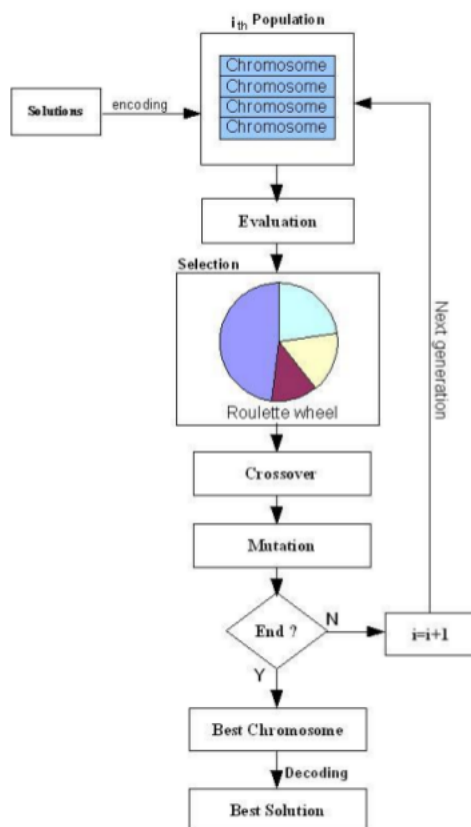 i th Population
Chromosome
Chromosome
Chromosome
Chromosome
Solutions
encoding
Evaluation
Selection
Roulette wheel
Next generation
Crossover
Mutation
End ?
N
i=i+1
Y
Best Chromosome
Decoding
Best Solution